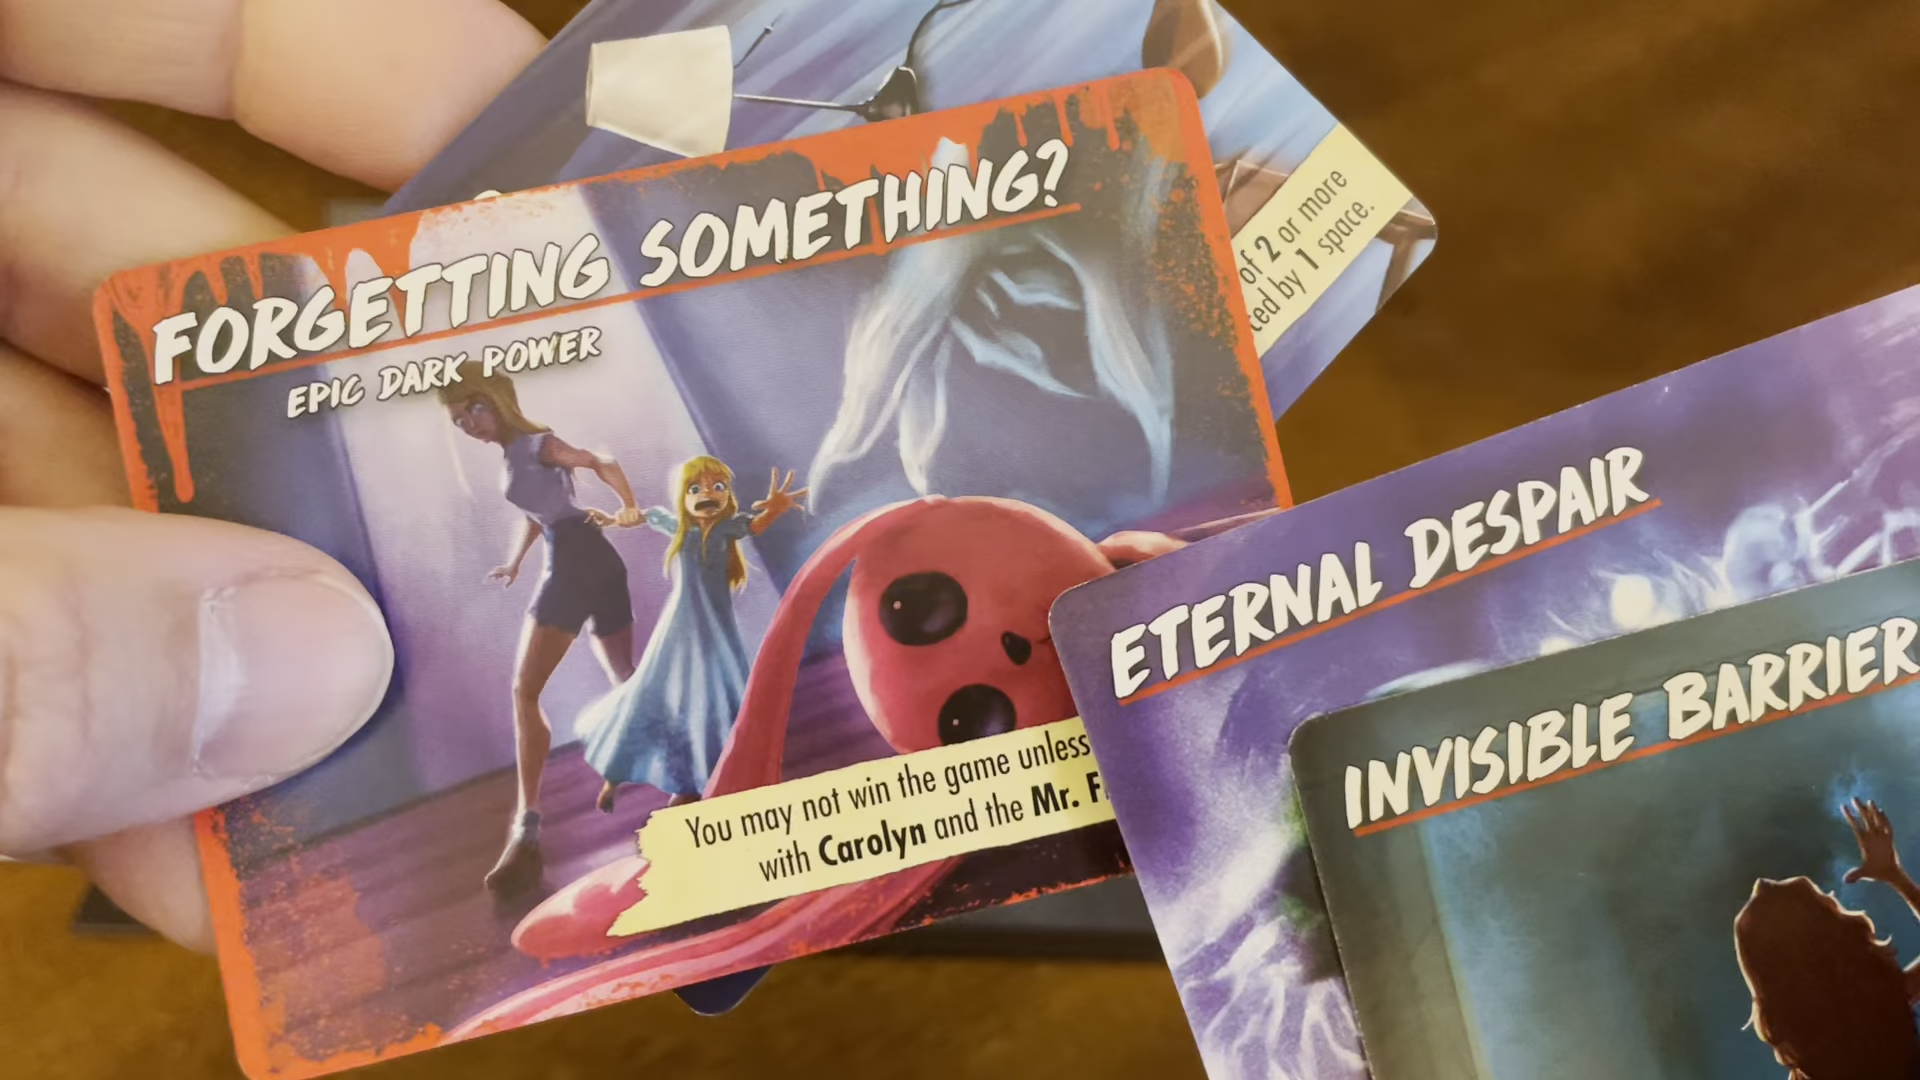 FORGETTING SOMETHING?
EPIC DARK POWER
You may not win the game unless
with Carolyn and the Mr. F
of 2 or more
ced by 1 space.
ETERNAL DESPAIR
INVISIBLE BARRIER